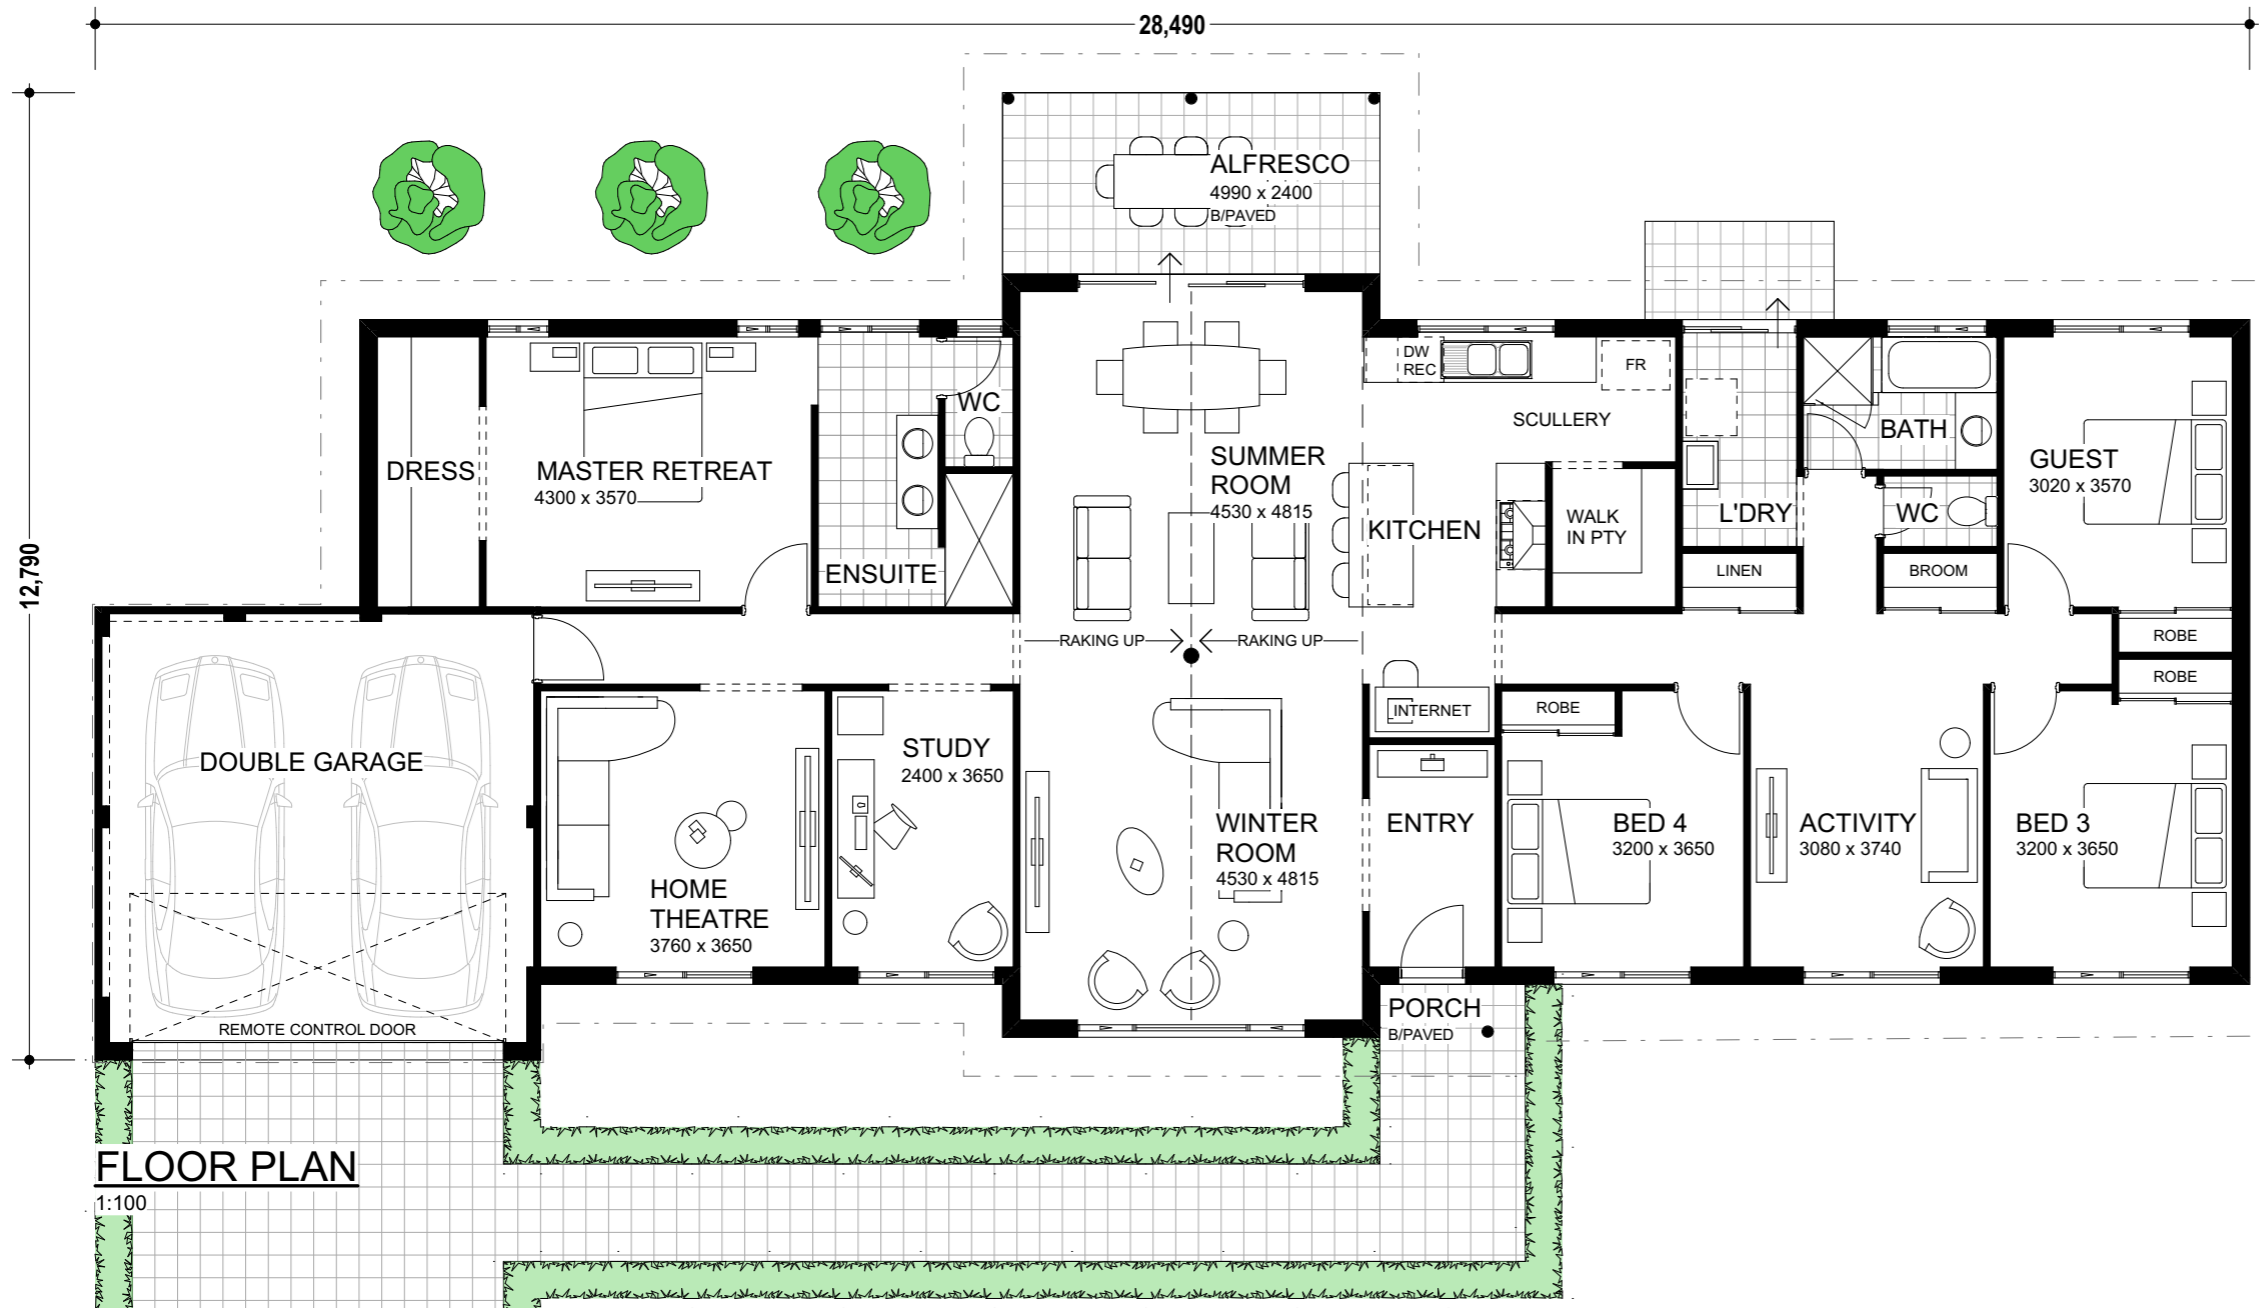 28,490
12,790
ALFRESCO
4990 x 2400
B/PAVED
DRESS
MASTER RETREAT
4300 x 3570
WC
ENSUITE
SUMMER
ROOM
4530 x 4815
DW
REC
FR
SCULLERY
KITCHEN
WALK
IN PTY
L'DRY
LINEN
BATH
WC
BROOM
GUEST
3020 x 3570
ROBE
ROBE
RAKING UP
RAKING UP
DOUBLE GARAGE
REMOTE CONTROL DOOR
HOME
THEATRE
3760 x 3650
STUDY
2400 x 3650
WINTER
ROOM
4530 x 4815
INTERNET
ENTRY
ROBE
BED 4
3200 x 3650
ACTIVITY
3080 x 3740
BED 3
3200 x 3650
PORCH
B/PAVED
FLOOR PLAN
1:100